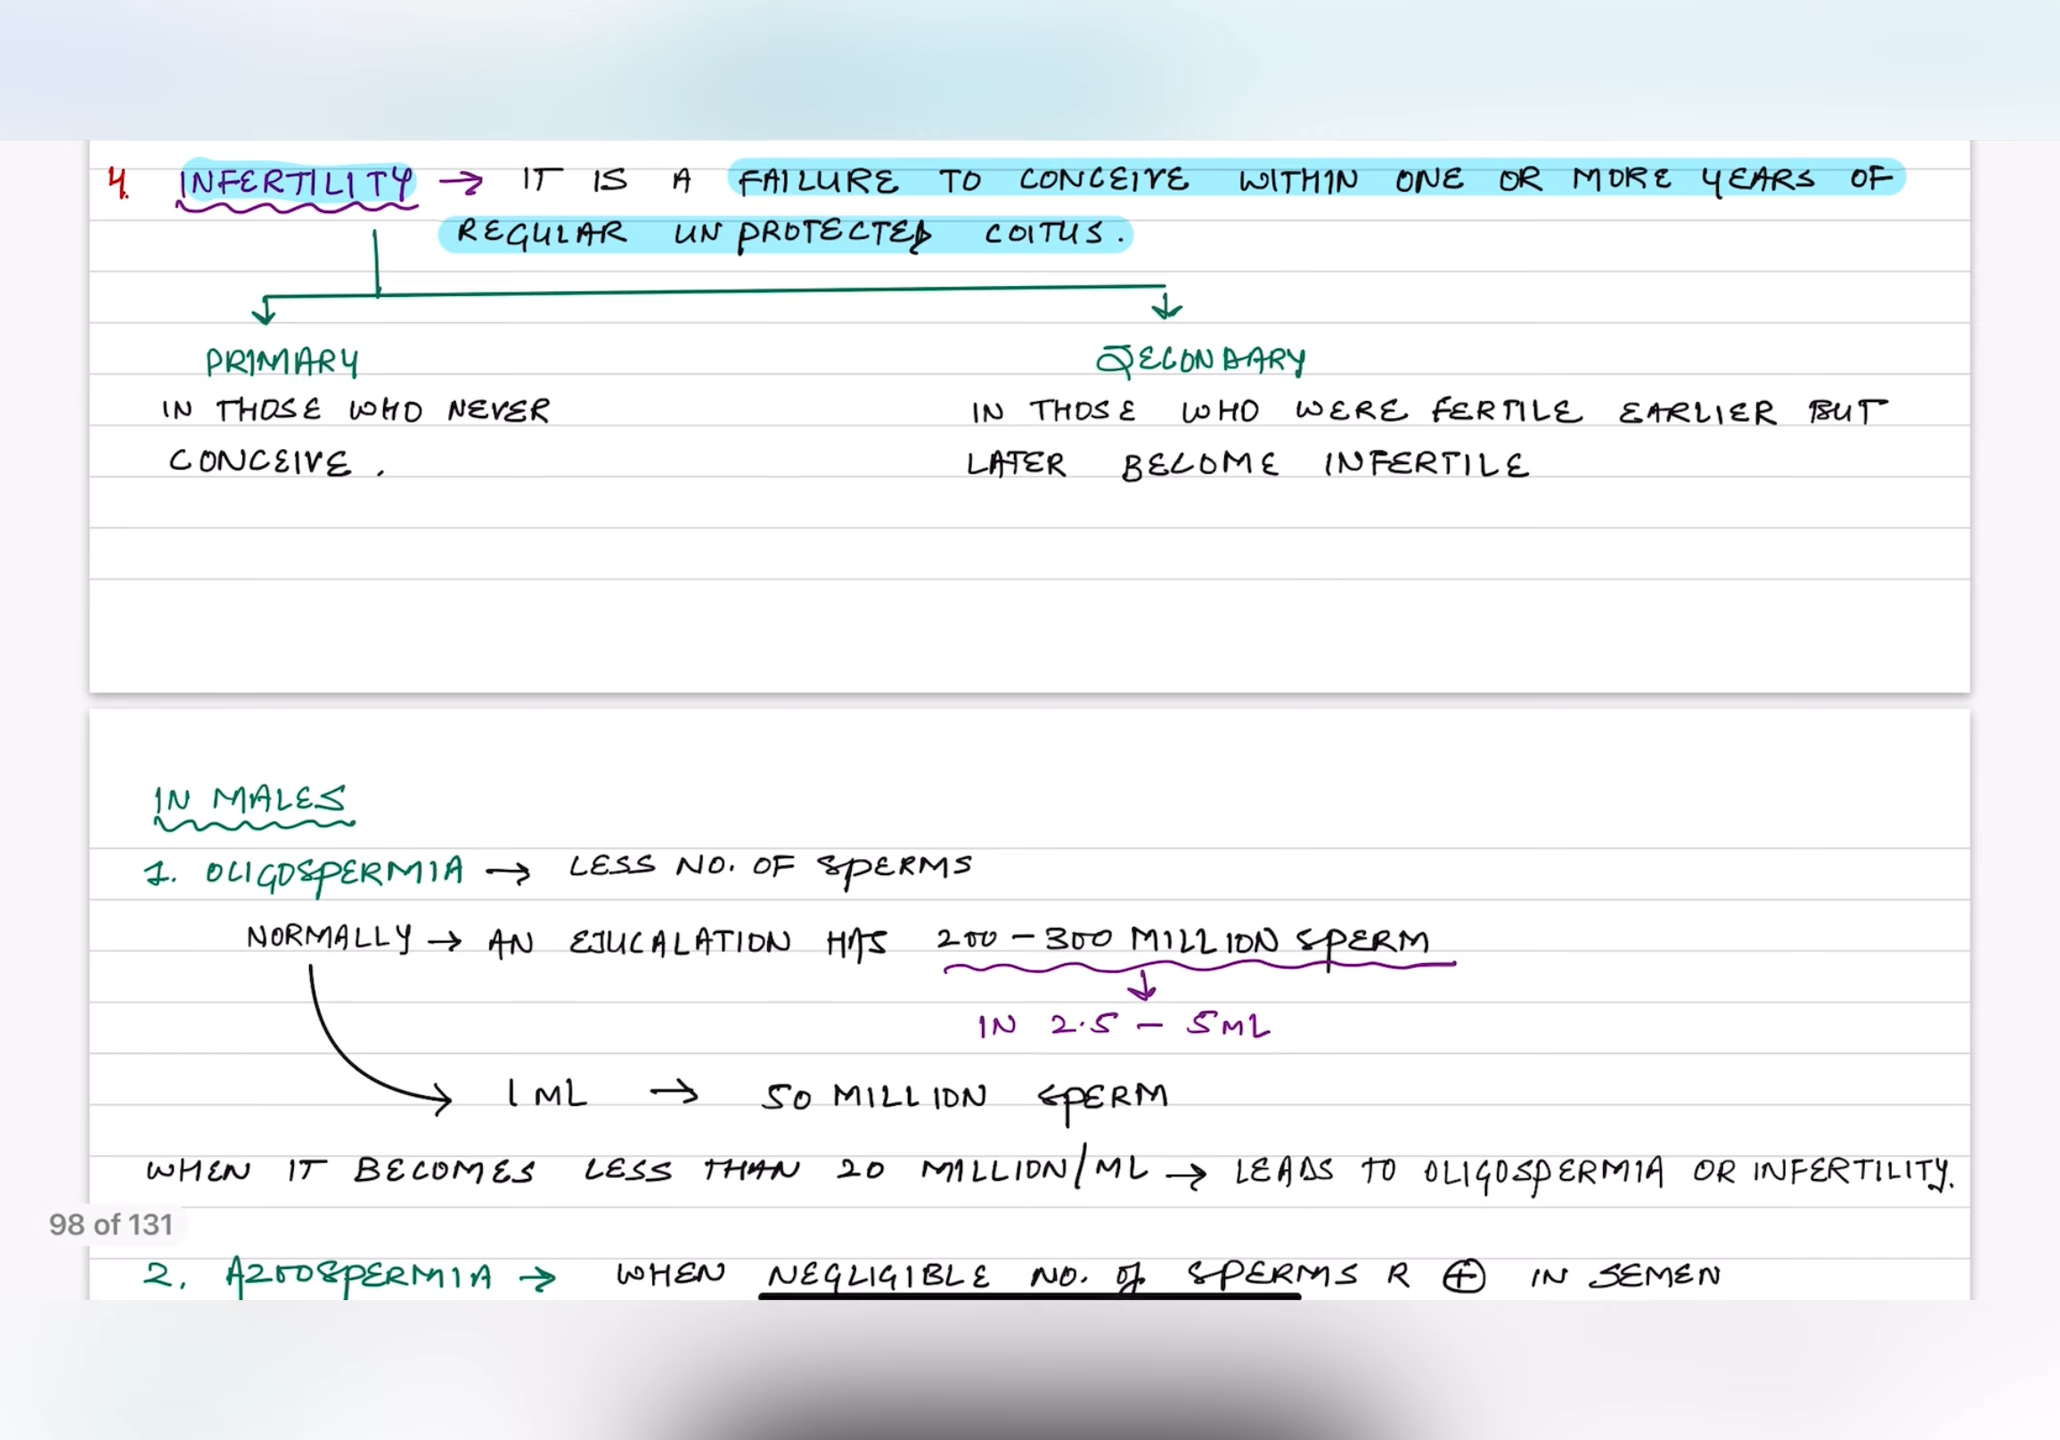 4. INFERTILITY → IT IS A FAILURE TO CONCEIVE WITHIN ONE OR MORE YEARS OF
REGULAR UNPROTECTED COITUS.
PRIMARY
IN THOSE WHO NEVER
CONCEIVE.
SECONDARY
IN THOSE WHO WERE FERTILE EARLIER BUT
LATER BECOME INFERTILE
IN MALES
1. OLIGOSPERMIA → LESS NO. OF SPERMS
NORMALLY → AN EJUCALATION HAS 200-300 MILLION SPERM
↓
IN 2.5 - 5ML
1 ML → 50 MILLION SPERM
WHEN IT BECOMES LESS THAN 20 MILLION/ML → LEADS TO OLIGOSPERMIA OR INFERTILITY.
98 of 131
2. AZOOSPERMIA → WHEN NEGLIGIBLE NO. of SPERMS R ⊕ IN SEMEN